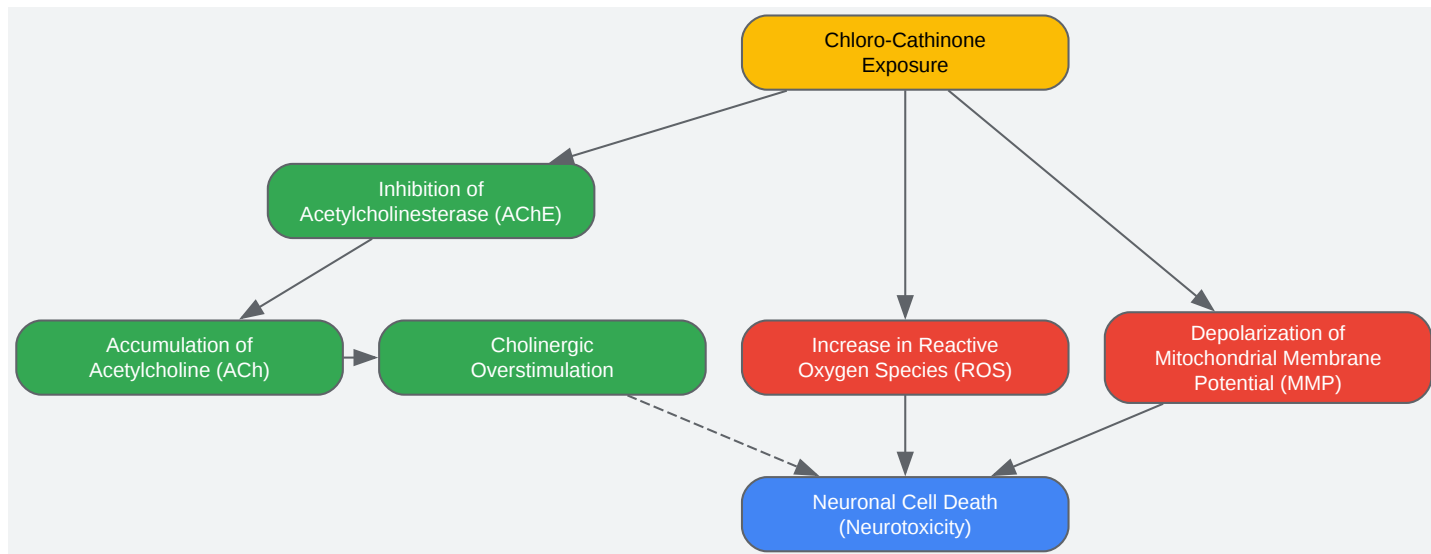 Chloro-Cathinone
Exposure
Inhibition of
Acetylcholinesterase (AChE)
Accumulation of
Acetylcholine (ACh)
Cholinergic
Overstimulation
Increase in Reactive
Oxygen Species (ROS)
Depolarization of
Mitochondrial Membrane
Potential (MMP)
Neuronal Cell Death
(Neurotoxicity)